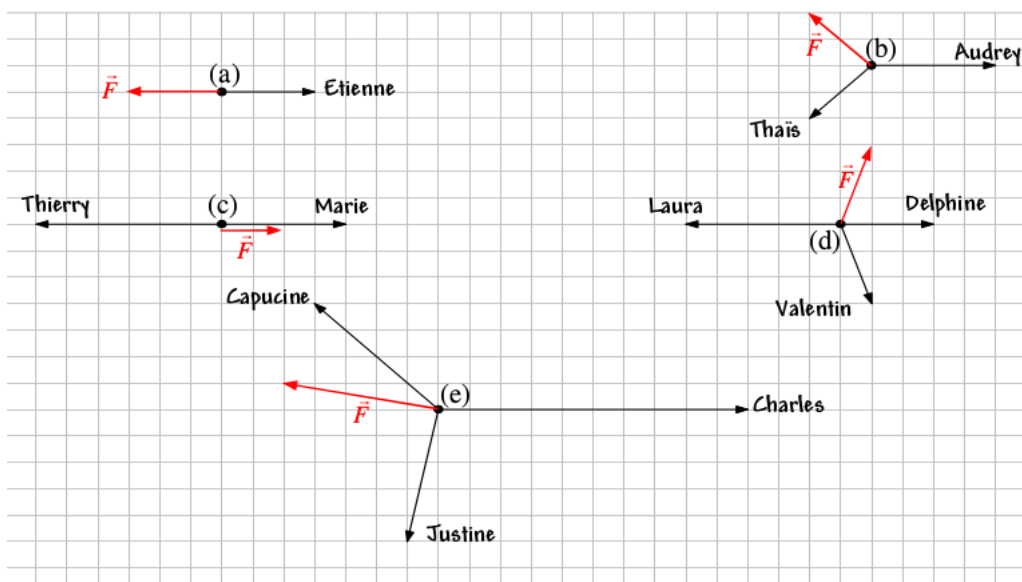 (a)
F⃗
Etienne
F⃗
(b)
Audrey
Thaïs
Thierry
(c)
Marie
F⃗
Laura
F⃗
Delphine
(d)
Valentin
Capucine
F⃗
(e)
Charles
Justine